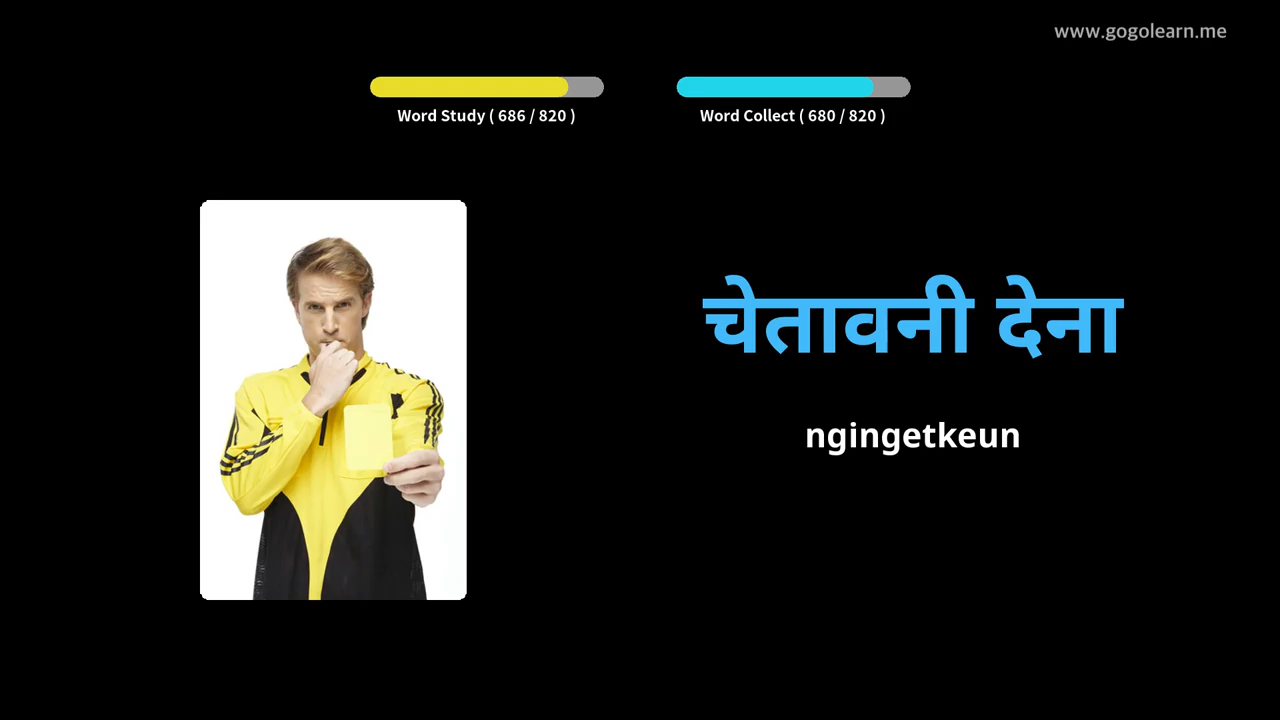 www.gogolearn.me
Word Study ( 686 / 820 )
Word Collect ( 680 / 820 )
चेतावनी देना
ngingetkeun